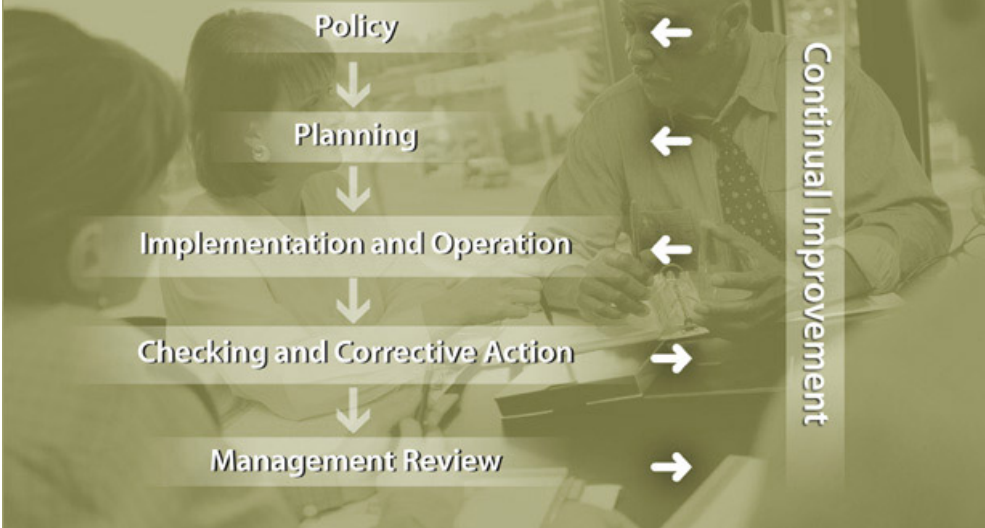 Policy
Planning
Implementation and Operation
Checking and Corrective Action
Management Review
Continual Improvement